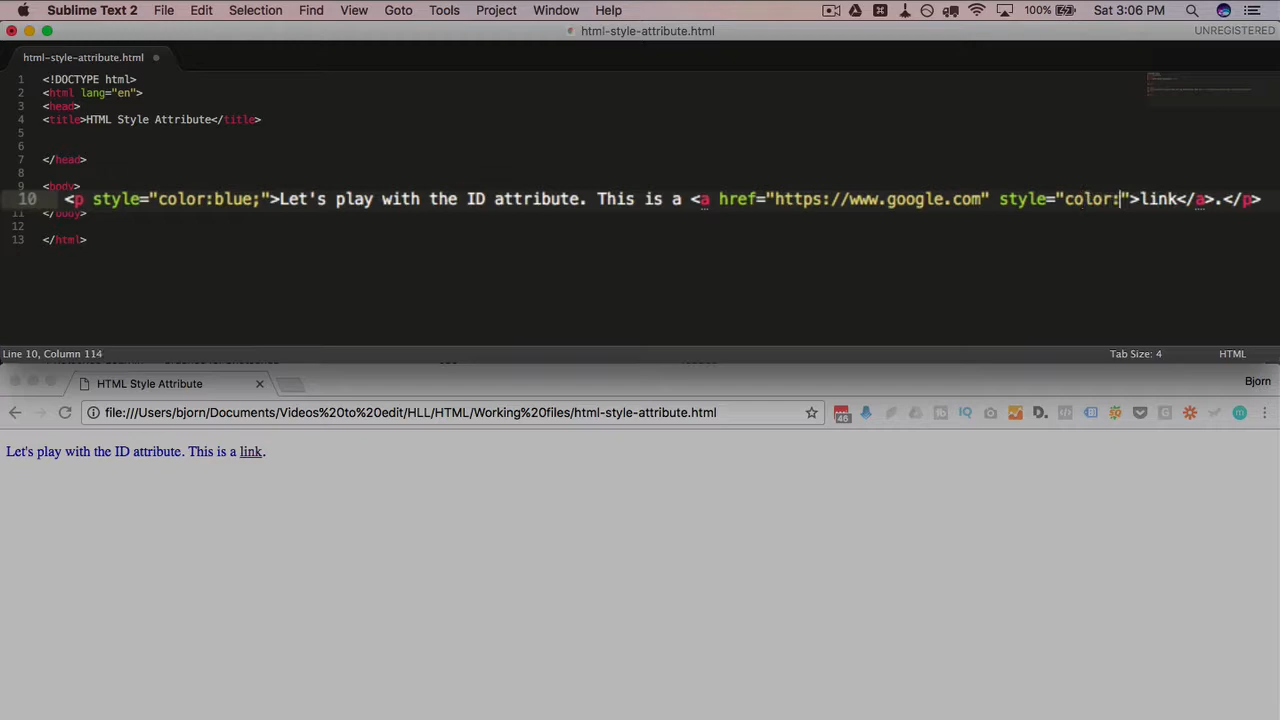 Sublime Text 2 File Edit Selection Find View Goto Tools Project Window Help 100% Sat 3:06 PM
html-style-attribute.html UNREGISTERED
html-style-attribute.html
1 <!DOCTYPE html>
2 <html lang="en">
3 <head>
4 <title>HTML Style Attribute</title>
5
6
7 </head>
8
9 <body>
10 <p style="color:blue;">Let's play with the ID attribute. This is a <a href="https://www.google.com" style="color:">link</a>.</p>
11 </body>
12
13 </html>
Line 10, Column 114 Tab Size: 4 HTML
HTML Style Attribute Bjorn
file:///Users/bjorn/Documents/Videos%20to%20edit/HLL/HTML/Working%20files/html-style-attribute.html 46 IQ D.
Let's play with the ID attribute. This is a link.